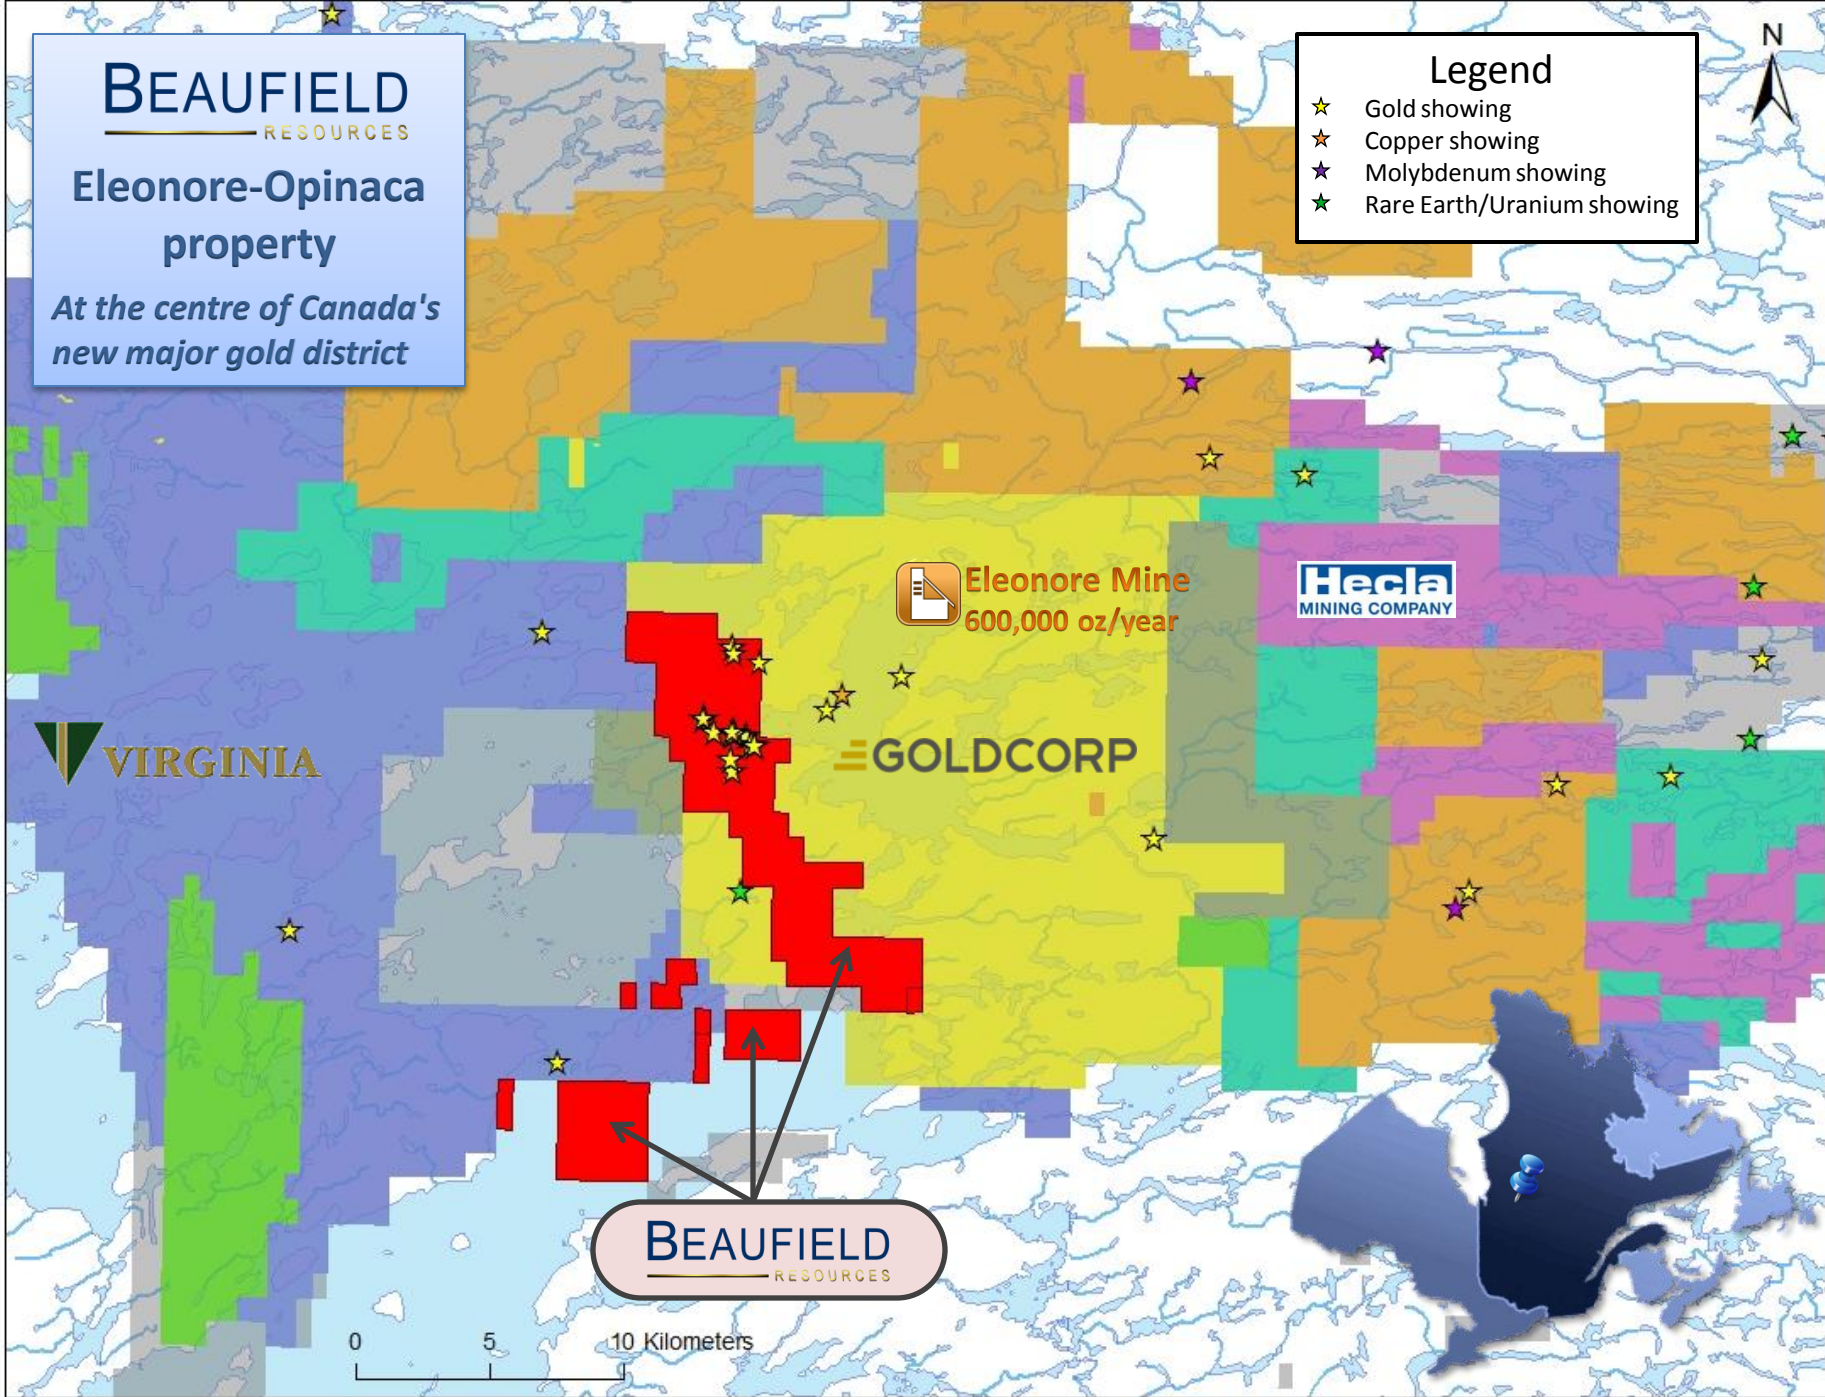 BEAUFIELD
RESOURCES
Eleonore-Opinaca
property
At the centre of Canada's
new major gold district
Legend
Gold showing
Copper showing
Molybdenum showing
Rare Earth/Uranium showing
N
Eleonore Mine
600,000 oz/year
Hecla
MINING COMPANY
VIRGINIA
GOLDCORP
BEAUFIELD
RESOURCES
0 5 10 Kilometers